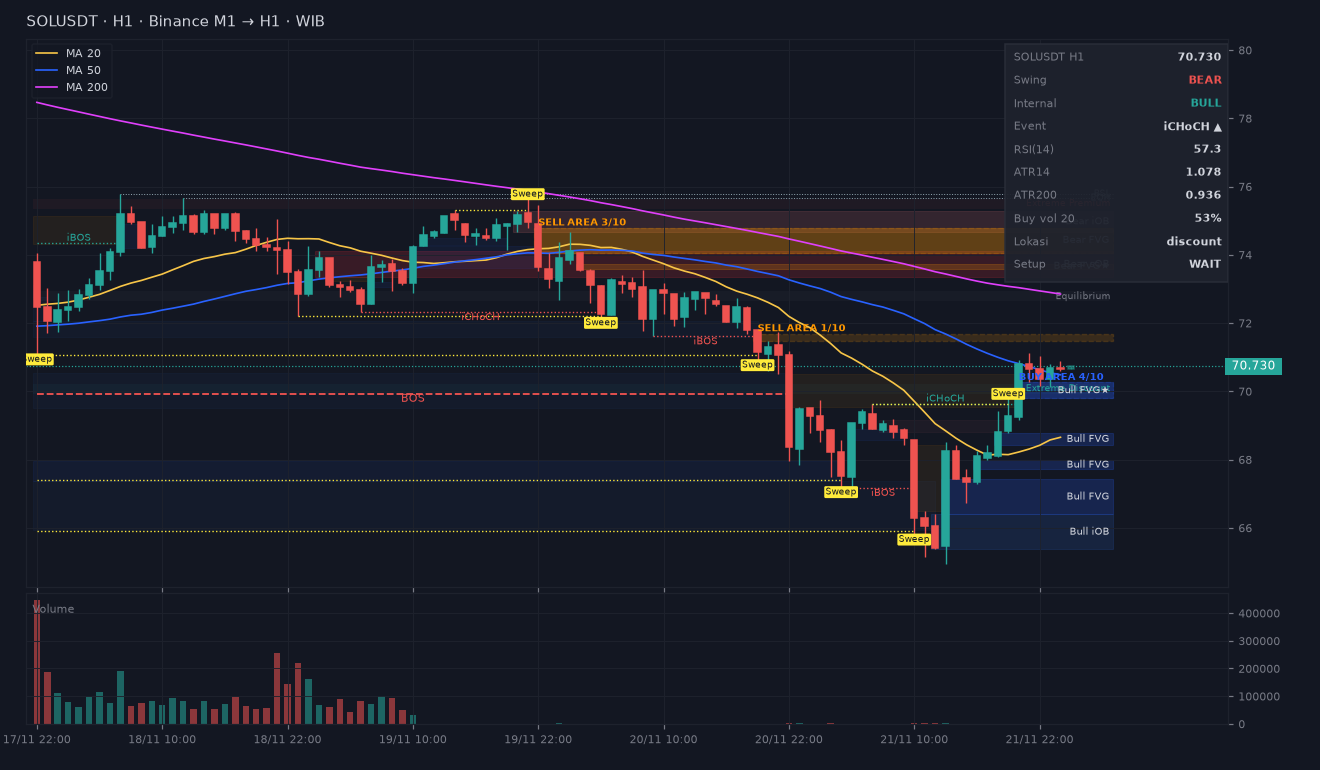 SOLUSDT · H1 · Binance M1 → H1 · WIB
MA 20
MA 50
MA 200
SOLUSDT H1 70.730
Swing BEAR
Internal BULL
Event iCHoCH ▲
RSI(14) 57.3
ATR14 1.078
ATR200 0.936
Buy vol 20 53%
Lokasi discount
Setup WAIT
80
78
76
74
72
70
68
66
70.730
Equilibrium
Sweep
SELL AREA 3/10
iBOS
iCHoCH
Sweep
SELL AREA 1/10
iBOS
Sweep
Sweep
BUY AREA 4/10
Bull FVG★
Sweep
BOS
iCHoCH
Bull FVG
Bull FVG
Sweep
iBOS
Bull FVG
Bull iOB
Sweep
Volume
400000
300000
200000
100000
0
17/11 22:00
18/11 10:00
18/11 22:00
19/11 10:00
19/11 22:00
20/11 10:00
20/11 22:00
21/11 10:00
21/11 22:00